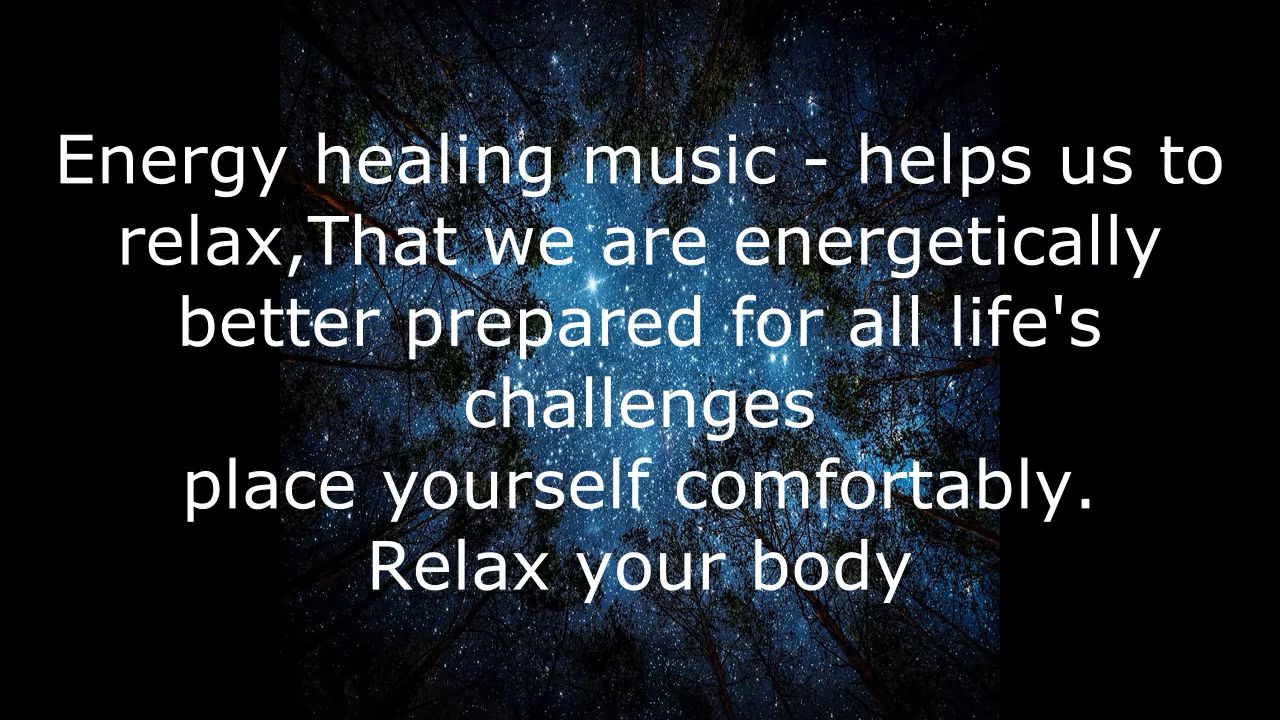 Energy healing music - helps us to
relax,That we are energetically
better prepared for all life's
challenges
place yourself comfortably.
Relax your body